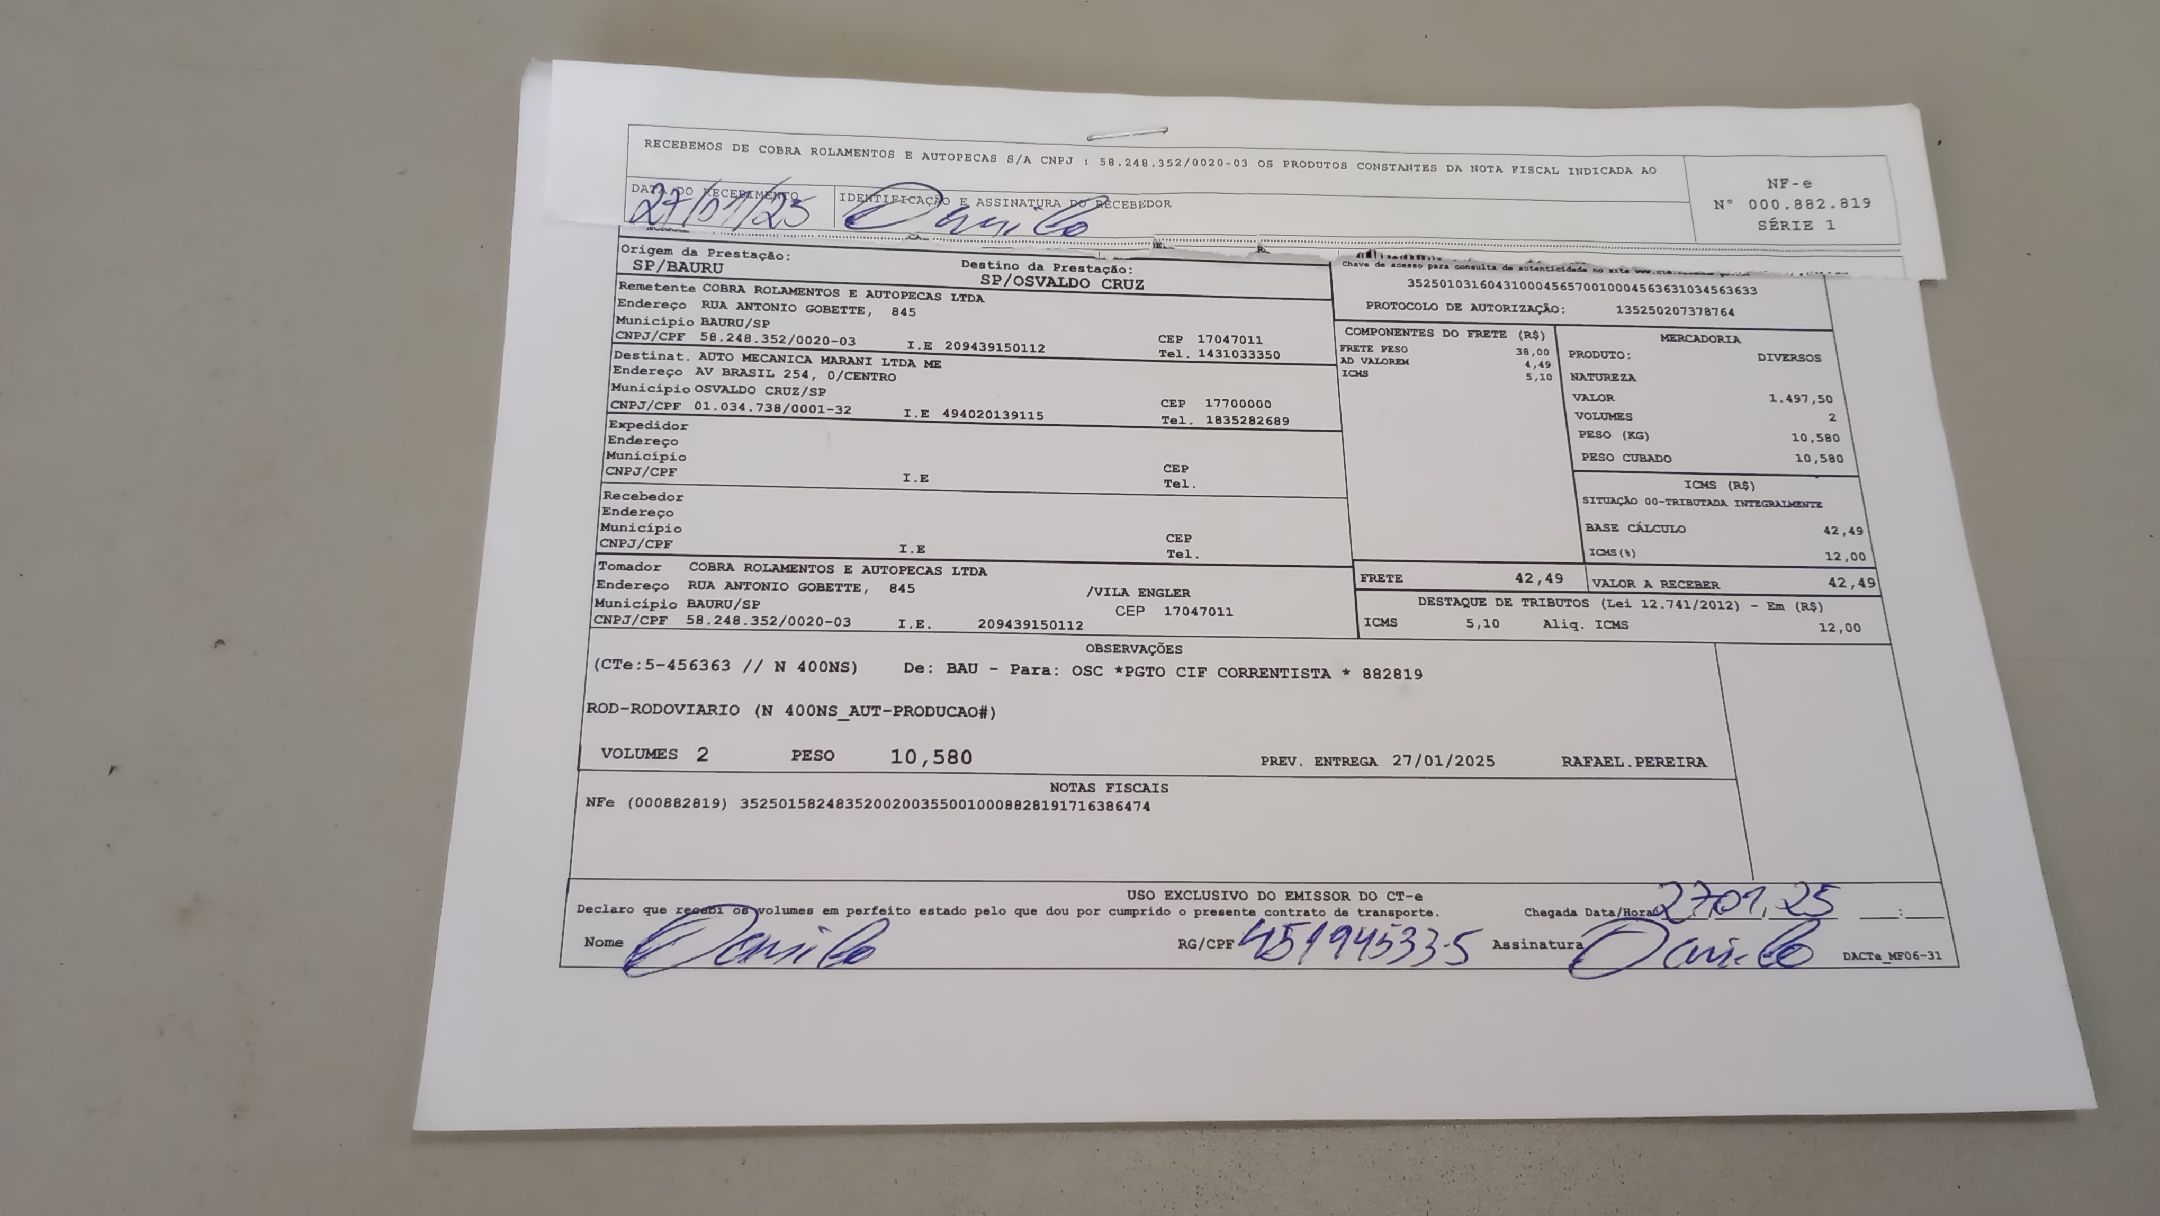 RECEBEMOS DE COBRA ROLAMENTOS E AUTOPECAS S/A CNPJ : 58.248.352/0020-03 OS PRODUTOS CONSTANTES DA NOTA FISCAL INDICADA AO
NF-e
Nº 000.882.819
SÉRIE 1
DATA DO RECEBIMENTO
27/01/25
IDENTIFICAÇÃO E ASSINATURA DO RECEBEDOR
Danilo
Origem da Prestação:
SP/BAURU
Destino da Prestação:
SP/OSVALDO CRUZ
Chave de acesso para consulta de autenticidade no site
35250103160431000456570010004563631034563633
PROTOCOLO DE AUTORIZAÇÃO: 135250207378764
Remetente COBRA ROLAMENTOS E AUTOPECAS LTDA
Endereço RUA ANTONIO GOBETTE, 845
Município BAURU/SP
CEP 17047011
CNPJ/CPF 58.248.352/0020-03 I.E 209439150112 Tel. 1431033350
Destinat. AUTO MECANICA MARANI LTDA ME
Endereço AV BRASIL 254, 0/CENTRO
Município OSVALDO CRUZ/SP
CEP 17700000
CNPJ/CPF 01.034.738/0001-32 I.E 494020139115 Tel. 1835282689
Expedidor
Endereço
Município
CEP
CNPJ/CPF I.E Tel.
Recebedor
Endereço
Município
CEP
CNPJ/CPF I.E Tel.
Tomador COBRA ROLAMENTOS E AUTOPECAS LTDA
Endereço RUA ANTONIO GOBETTE, 845 /VILA ENGLER
Município BAURU/SP CEP 17047011
CNPJ/CPF 58.248.352/0020-03 I.E. 209439150112
COMPONENTES DO FRETE (R$)
FRETE PESO 38,00
AD VALOREM 4,49
ICMS 5,10
MERCADORIA
PRODUTO: DIVERSOS
NATUREZA
VALOR 1.497,50
VOLUMES 2
PESO (KG) 10,580
PESO CUBADO 10,580
ICMS (R$)
SITUAÇÃO 00-TRIBUTADA INTEGRALMENTE
BASE CÁLCULO 42,49
ICMS(%) 12,00
FRETE 42,49
VALOR A RECEBER 42,49
DESTAQUE DE TRIBUTOS (Lei 12.741/2012) - Em (R$)
ICMS 5,10 Aliq. ICMS 12,00
OBSERVAÇÕES
(CTe:5-456363 // N 400NS) De: BAU - Para: OSC *PGTO CIF CORRENTISTA * 882819
ROD-RODOVIARIO (N 400NS_AUT-PRODUCAO#)
VOLUMES 2 PESO 10,580 PREV. ENTREGA 27/01/2025 RAFAEL.PEREIRA
NOTAS FISCAIS
NFe (000882819) 35250158248352002003550010008828191716386474
USO EXCLUSIVO DO EMISSOR DO CT-e
Declaro que recebi os volumes em perfeito estado pelo que dou por cumprido o presente contrato de transporte. Chegada Data/Hora 27,01,25 __:__
Nome Danilo RG/CPF 451945335 Assinatura Danilo DACTe_MF06-31